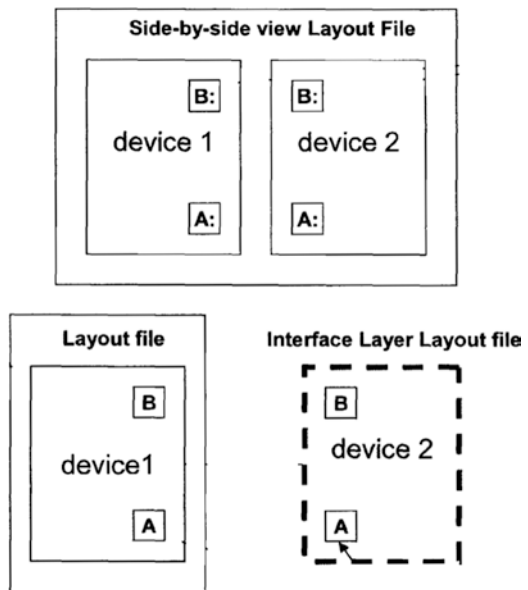 Side-by-side view Layout File
B: B:
device 1 device 2
A: A:
Layout file Interface Layer Layout file
B B
device1 device 2
A A